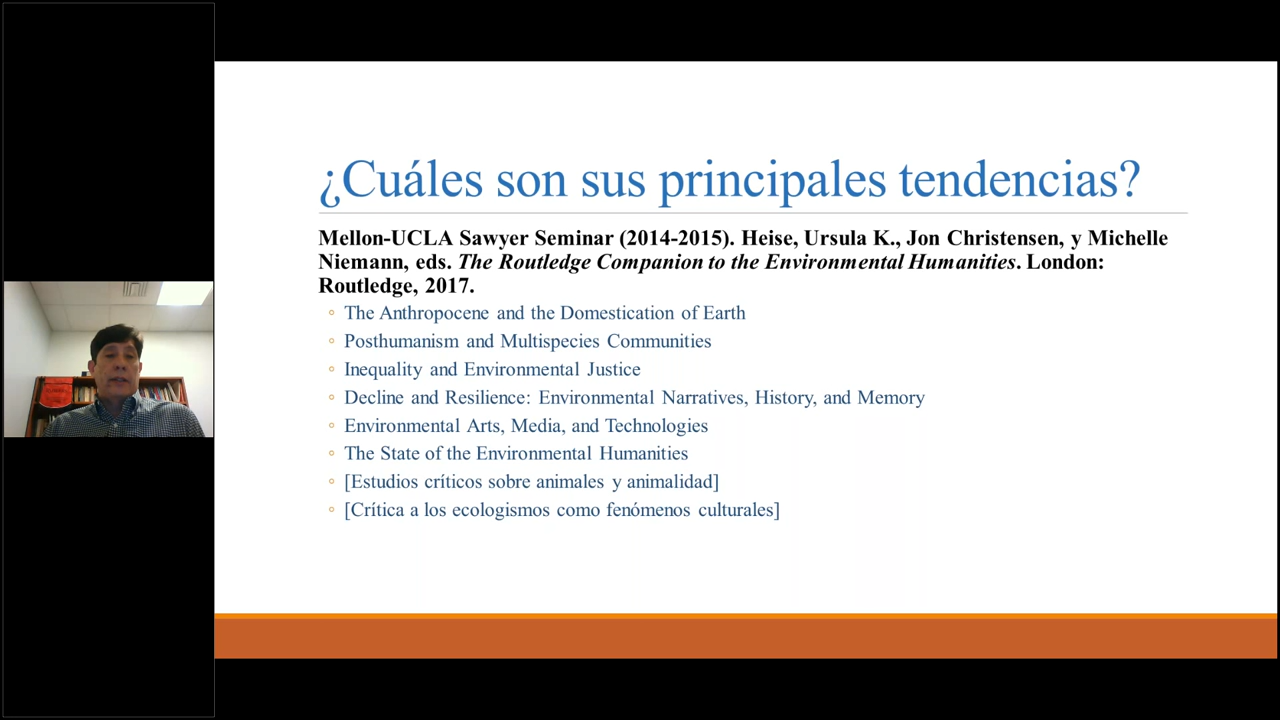 ¿Cuáles son sus principales tendencias?
Mellon-UCLA Sawyer Seminar (2014-2015). Heise, Ursula K., Jon Christensen, y Michelle
Niemann, eds. The Routledge Companion to the Environmental Humanities. London:
Routledge, 2017.
◦ The Anthropocene and the Domestication of Earth
◦ Posthumanism and Multispecies Communities
◦ Inequality and Environmental Justice
◦ Decline and Resilience: Environmental Narratives, History, and Memory
◦ Environmental Arts, Media, and Technologies
◦ The State of the Environmental Humanities
◦ [Estudios críticos sobre animales y animalidad]
◦ [Crítica a los ecologismos como fenómenos culturales]